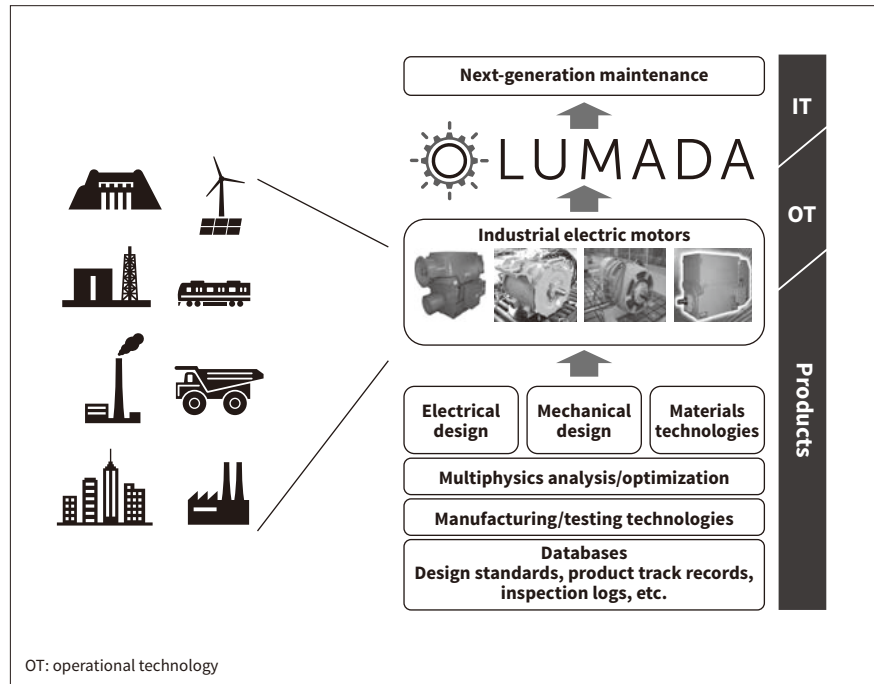 Next-generation maintenance
LUMADA
Industrial electric motors
Electrical
design
Mechanical
design
Materials
technologies
Multiphysics analysis/optimization
Manufacturing/testing technologies
Databases
Design standards, product track records,
inspection logs, etc.
IT
OT
Products
OT: operational technology